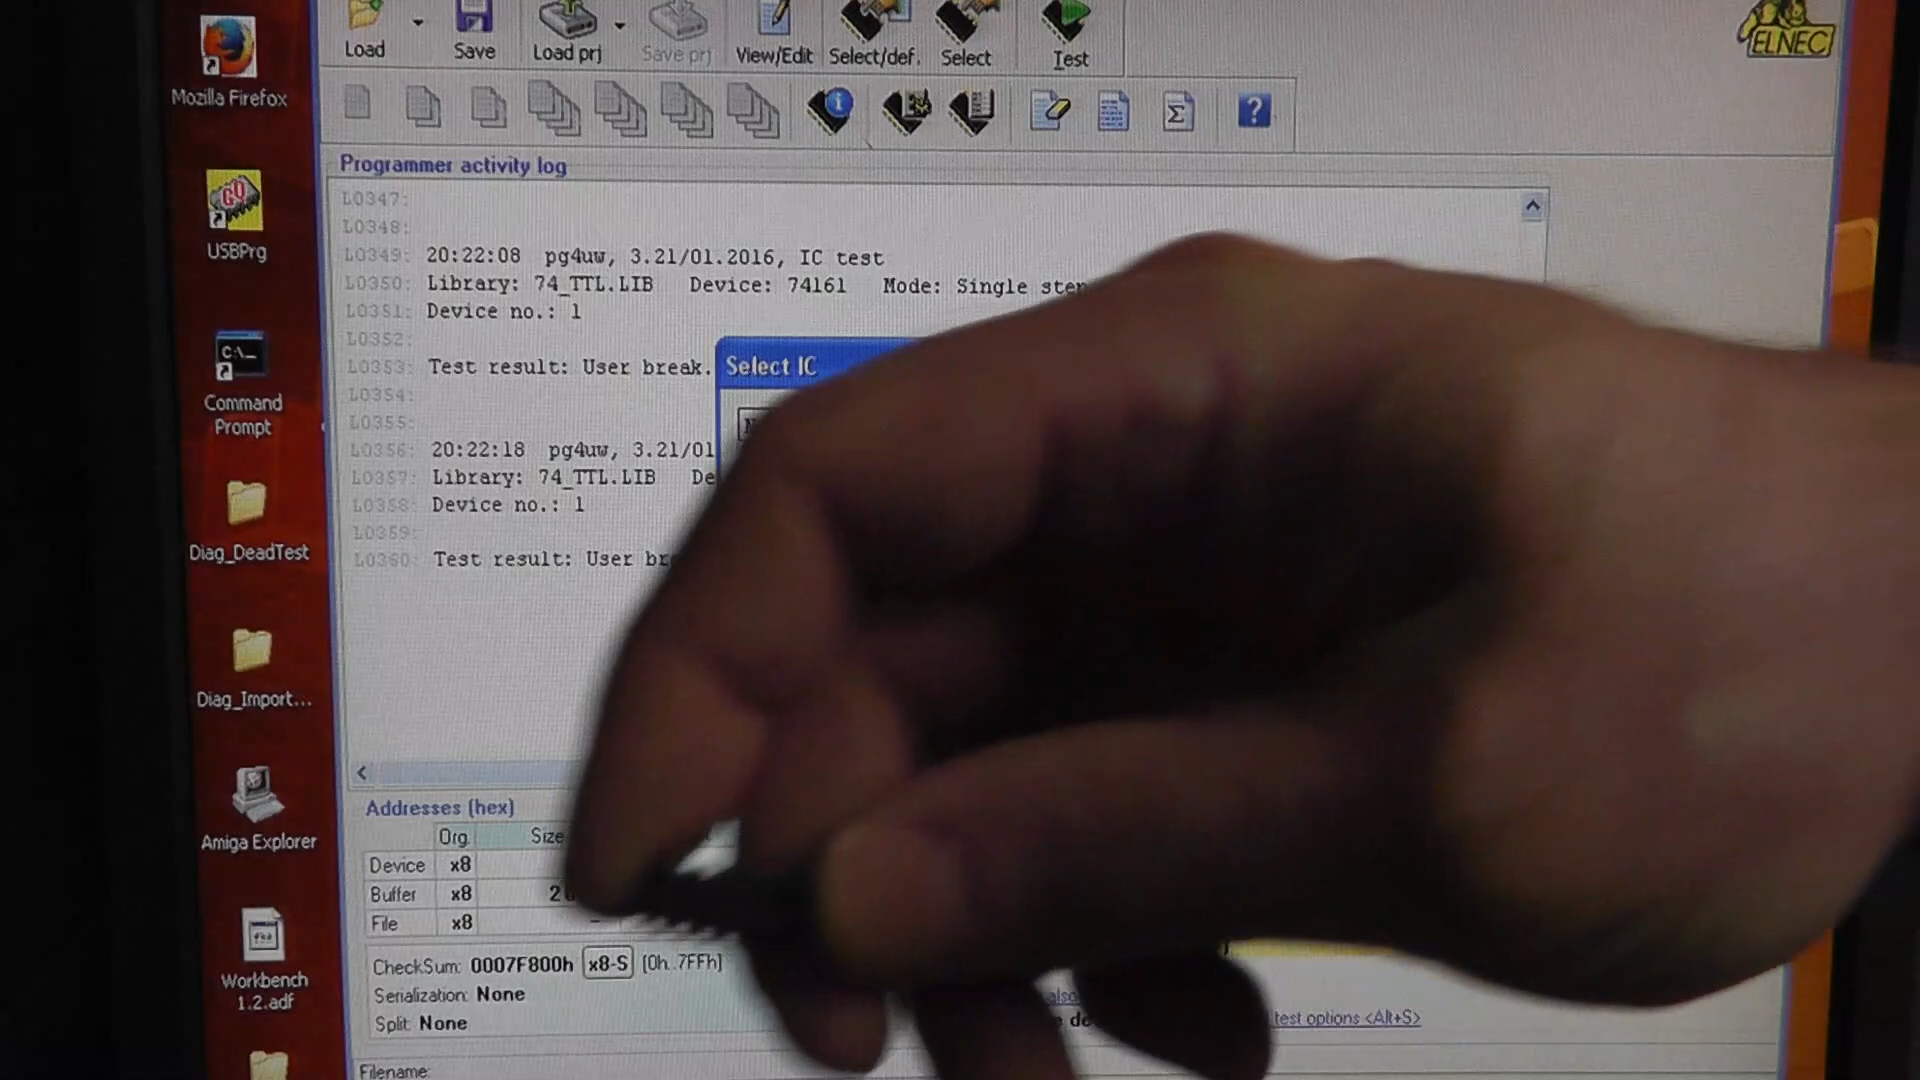 Load
Save
Load prj
Save prj
View/Edit
Select/def.
Select
Test
ELNEC
Mozilla Firefox
USBPrg
C:\_
Command
Prompt
Diag_DeadTest
Diag_Import...
Amiga Explorer
Workbench
1.2.adf
Programmer activity log
L0347:
L0348:
L0349: 20:22:08 pg4uw, 3.21/01.2016, IC test
L0350: Library: 74_TTL.LIB Device: 74161 Mode: Single step
L0351: Device no.: 1
L0352:
L0353: Test result: User break.
L0354:
L0355:
L0356: 20:22:18 pg4uw, 3.21/01
L0357: Library: 74_TTL.LIB De
L0358: Device no.: 1
L0359:
L0360: Test result: User br
Select IC
Addresses (hex)
Org Size
Device x8
Buffer x8 2
File x8 -
CheckSum: 0007F800h x8-S [0h..7FFh]
Serialization: None
Split: None
also
test options <Alt+S>
Filename: